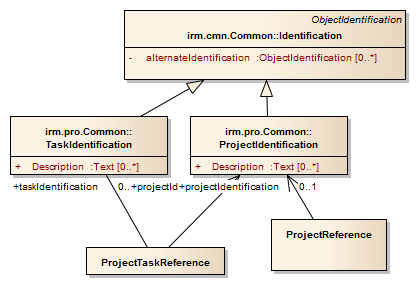 ObjectIdentification
irm.cmn.Common::Identification
- alternateIdentification :ObjectIdentification [0..*]
irm.pro.Common::
TaskIdentification
+ Description :Text [0..*]
irm.pro.Common::
ProjectIdentification
+ Description :Text [0..*]
+taskIdentification 0..+projectId+projectIdentification 0..1
ProjectTaskReference
ProjectReference